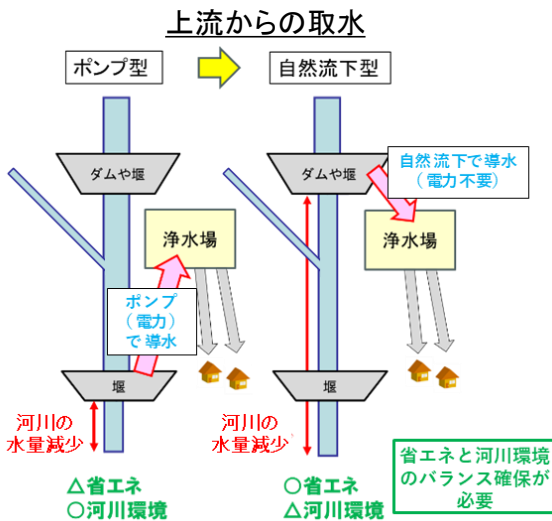 上流からの取水
ポンプ型
自然流下型
ダムや堰
浄水場
ポンプ
（電力）
で導水
堰
河川の
水量減少
△省エネ
○河川環境
ダムや堰
自然流下で導水
（電力不要）
浄水場
堰
河川の
水量減少
○省エネ
△河川環境
省エネと河川環境
のバランス確保が
必要